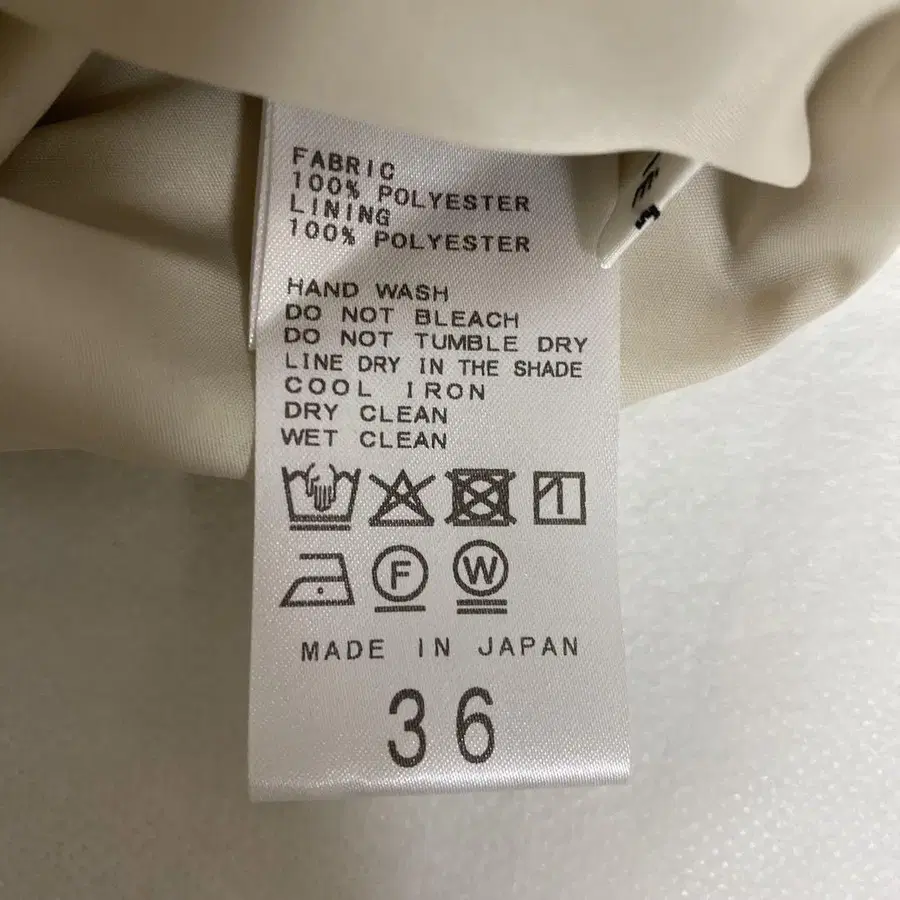 FABRIC
100% POLYESTER
LINING
100% POLYESTER
HAND WASH
DO NOT BLEACH
DO NOT TUMBLE DRY
LINE DRY IN THE SHADE
COOL IRON
DRY CLEAN
WET CLEAN
F W
MADE IN JAPAN
36